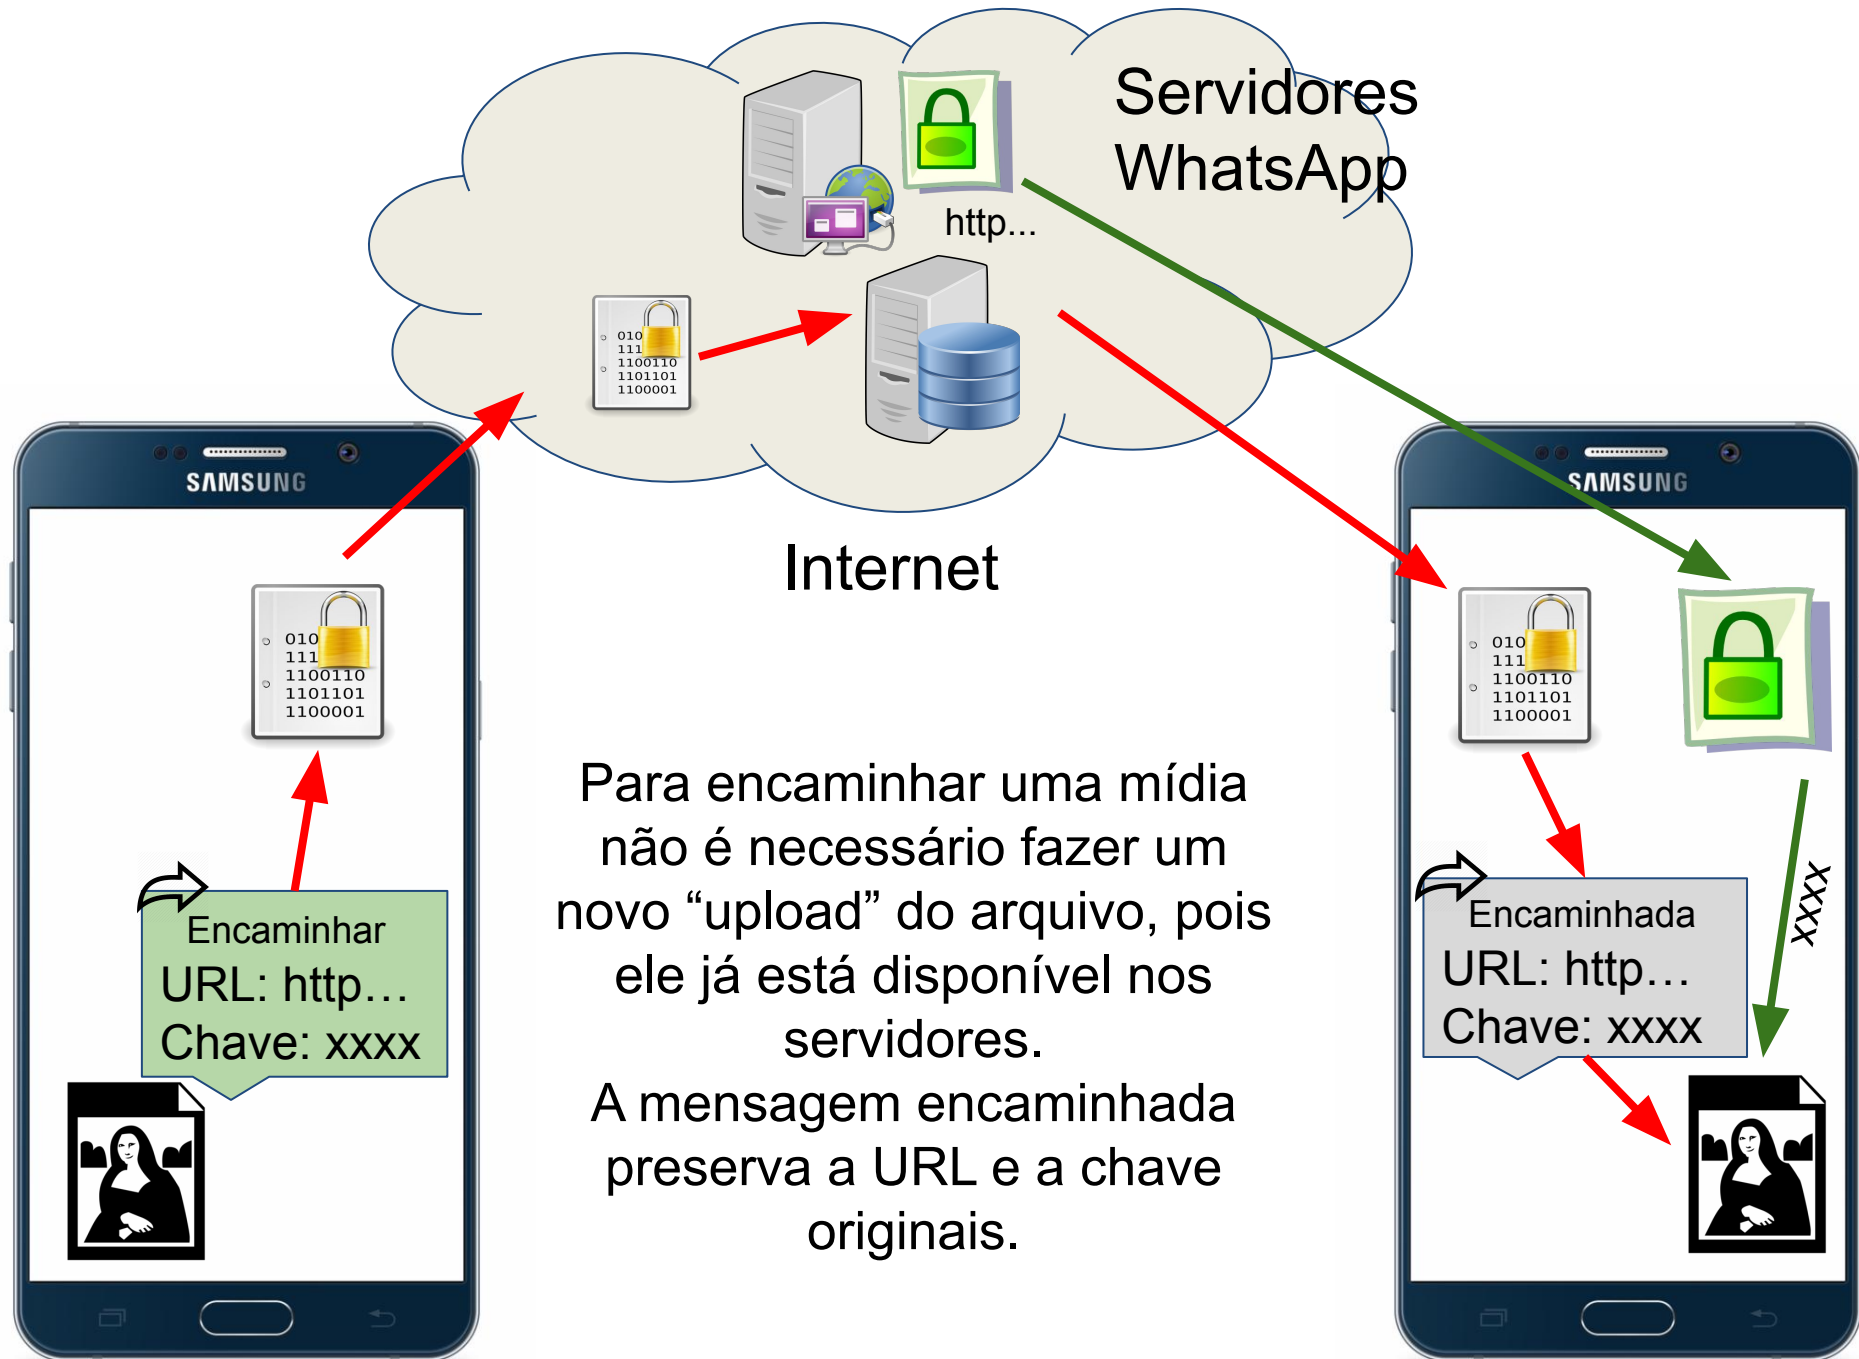 Servidores
WhatsApp
http...
010
111
1100110
1101101
1100001
SAMSUNG
010
111
1100110
1101101
1100001
Encaminhar
URL: http…
Chave: xxxx
Internet
Para encaminhar uma mídia
não é necessário fazer um
novo “upload” do arquivo, pois
ele já está disponível nos
servidores.
A mensagem encaminhada
preserva a URL e a chave
originais.
SAMSUNG
010
111
1100110
1101101
1100001
Encaminhada
URL: http…
Chave: xxxx
xxxx